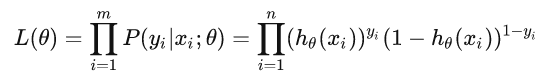 L(θ) = ∏_{i=1}^{m} P(y_i|x_i; θ) = ∏_{i=1}^{n} (h_θ(x_i))^{y_i} (1 − h_θ(x_i))^{1−y_i}